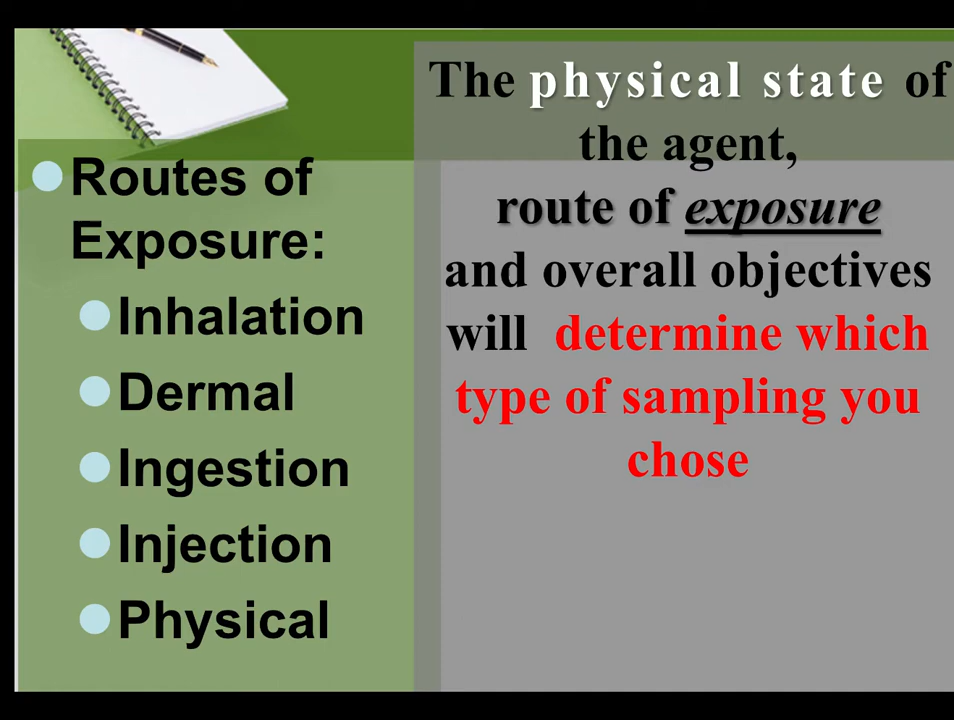 Routes of
Exposure:
Inhalation
Dermal
Ingestion
Injection
Physical
The physical state of
the agent,
route of exposure
and overall objectives
will determine which
type of sampling you
chose